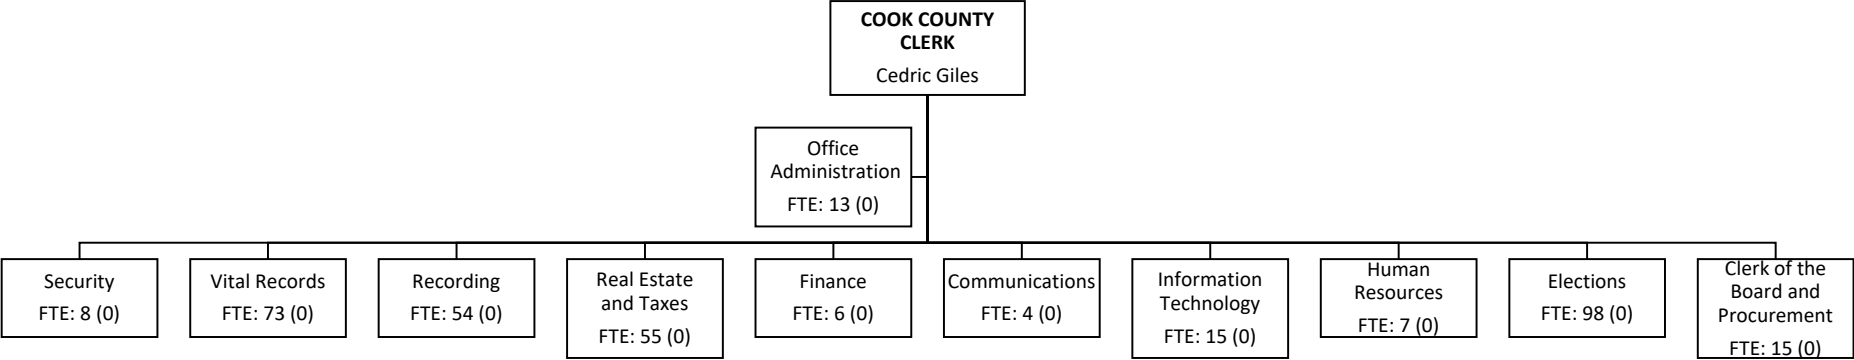 COOK COUNTY
CLERK
Cedric Giles
Office
Administration
FTE: 13 (0)
Security
FTE: 8 (0)
Vital Records
FTE: 73 (0)
Recording
FTE: 54 (0)
Real Estate
and Taxes
FTE: 55 (0)
Finance
FTE: 6 (0)
Communications
FTE: 4 (0)
Information
Technology
FTE: 15 (0)
Human
Resources
FTE: 7 (0)
Elections
FTE: 98 (0)
Clerk of the
Board and
Procurement
FTE: 15 (0)